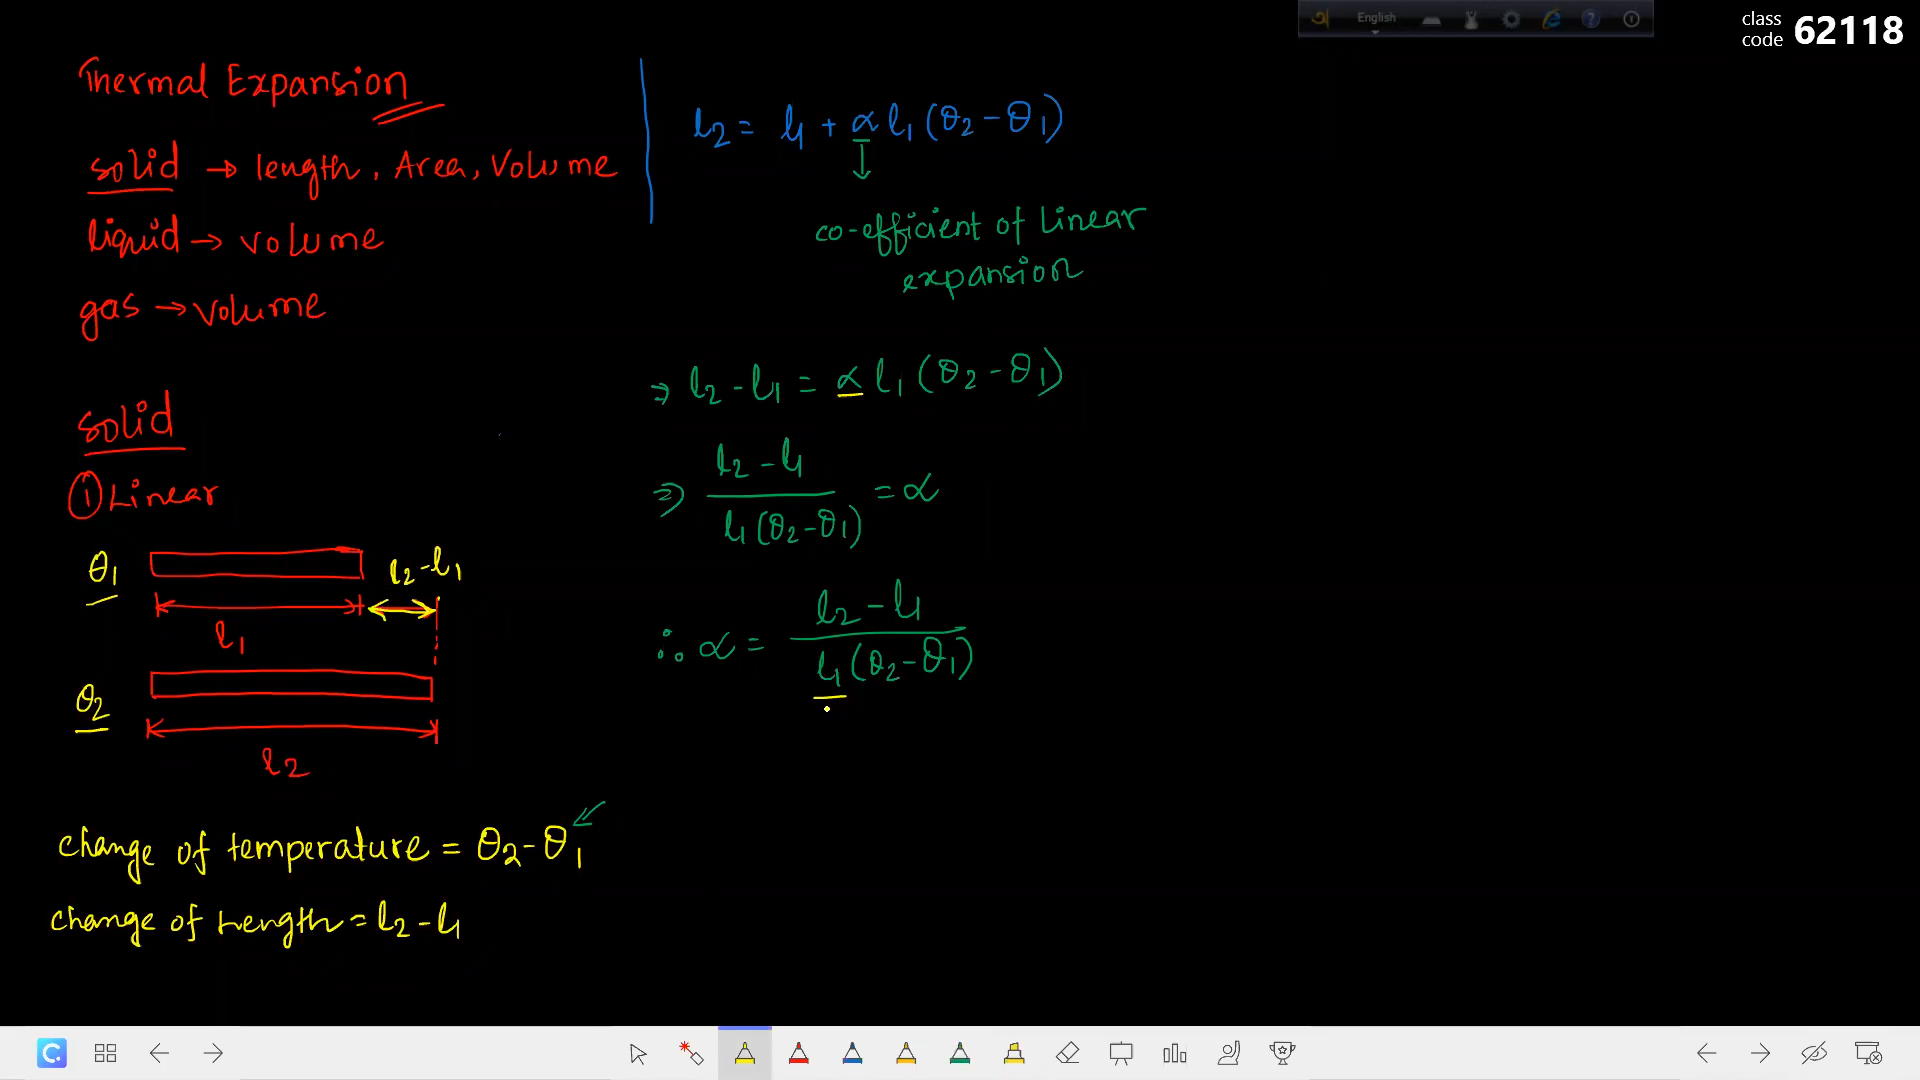 Thermal Expansion
solid → length, Area, Volume
liquid → volume
gas → volume
solid
① Linear
θ1
l2-l1
l1
θ2
l2
change of temperature = θ2-θ1
change of length = l2-l1
l2 = l1 + α l1 (θ2-θ1)
co-efficient of Linear
expansion
⇒ l2-l1 = α l1 (θ2-θ1)
⇒ l2-l1 / l1(θ2-θ1) = α
∴ α = l2-l1 / l1(θ2-θ1)
English
class code 62118